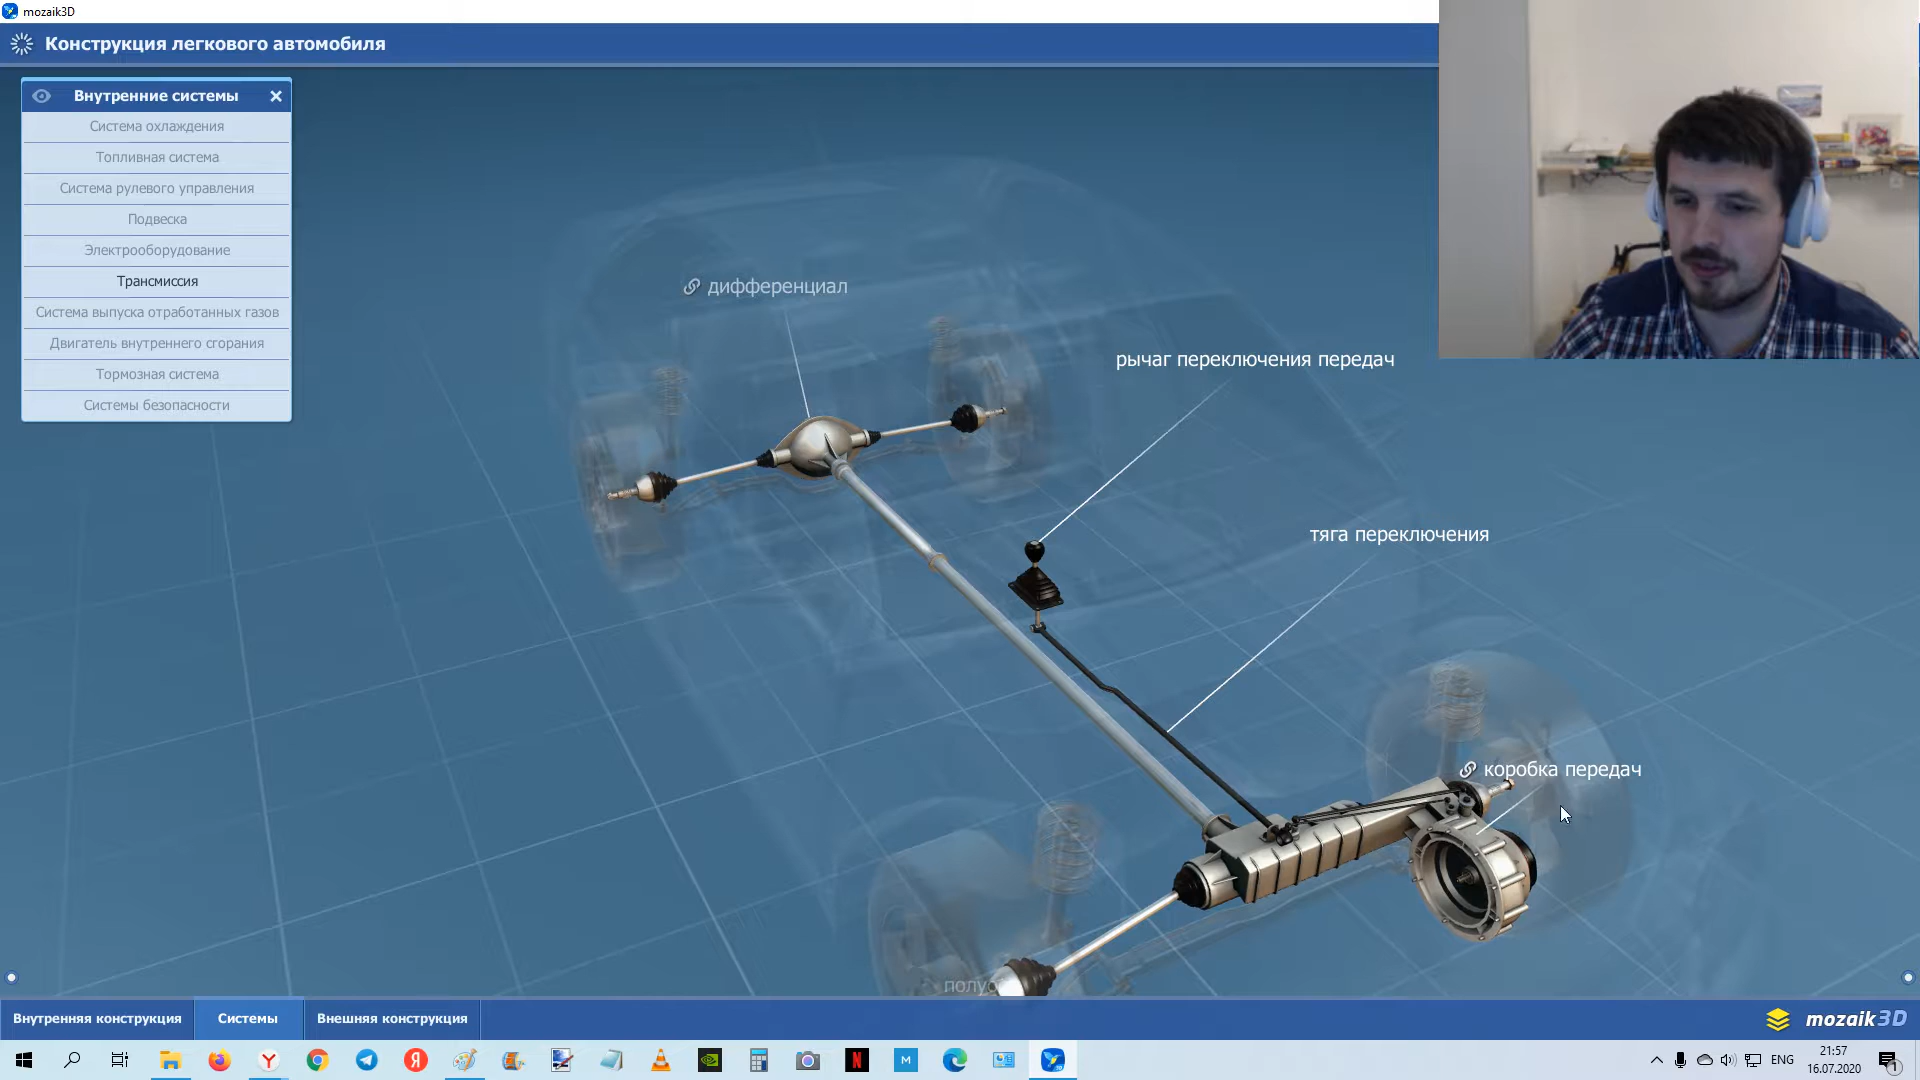 mozaik3D
Конструкция легкового автомобиля
Внутренние системы
Система охлаждения
Топливная система
Система рулевого управления
Подвеска
Электрооборудование
Трансмиссия
Система выпуска отработанных газов
Двигатель внутреннего сгорания
Тормозная система
Системы безопасности
дифференциал
рычаг переключения передач
тяга переключения
коробка передач
Внутренняя конструкция
Системы
Внешняя конструкция
mozaik3D
ENG
21:57
16.07.2020